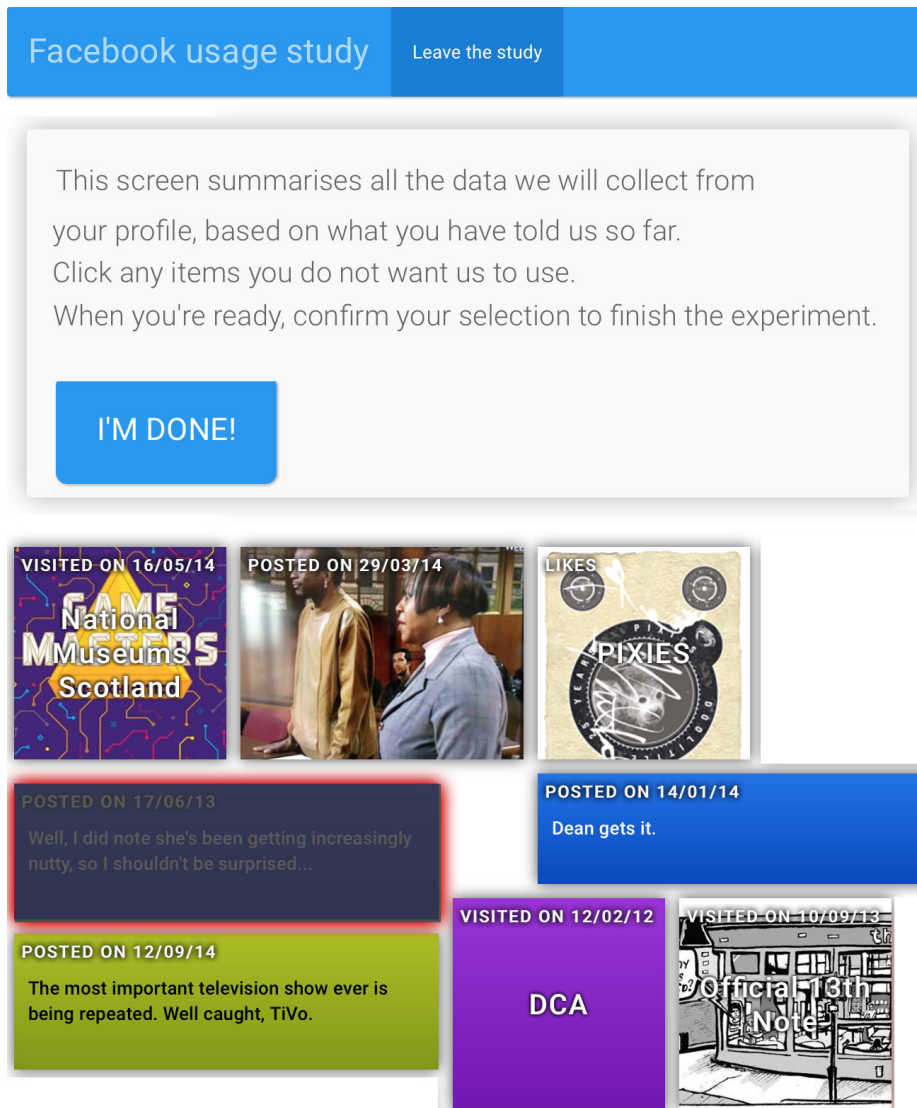 Facebook usage study
Leave the study
This screen summarises all the data we will collect from
your profile, based on what you have told us so far.
Click any items you do not want us to use.
When you're ready, confirm your selection to finish the experiment.
I'M DONE!
VISITED ON 16/05/14
GAME
MASTERS
National
Museums
Scotland
POSTED ON 29/03/14
LIKES
PIXIES
POSTED ON 17/06/13
Well, I did note she's been getting increasingly
nutty, so I shouldn't be surprised...
POSTED ON 14/01/14
Dean gets it.
POSTED ON 12/09/14
The most important television show ever is
being repeated. Well caught, TiVo.
VISITED ON 12/02/12
DCA
VISITED ON 10/09/13
Official 13th
Note